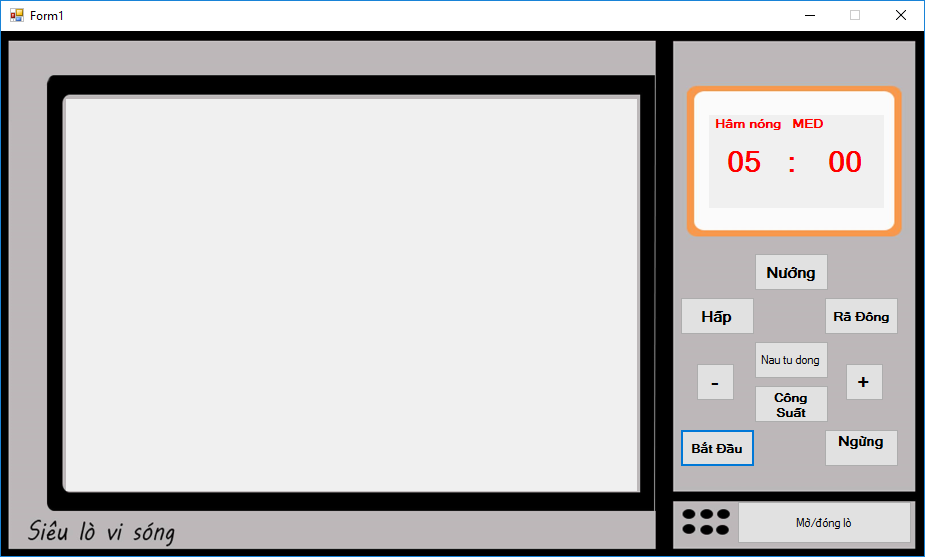 Form1
Hâm nóng MED
05 : 00
Nướng
Hấp
Rã Đông
Nau tu dong
-
+
Công
Suất
Bắt Đầu
Ngừng
Siêu lò vi sóng
Mở/đóng lò